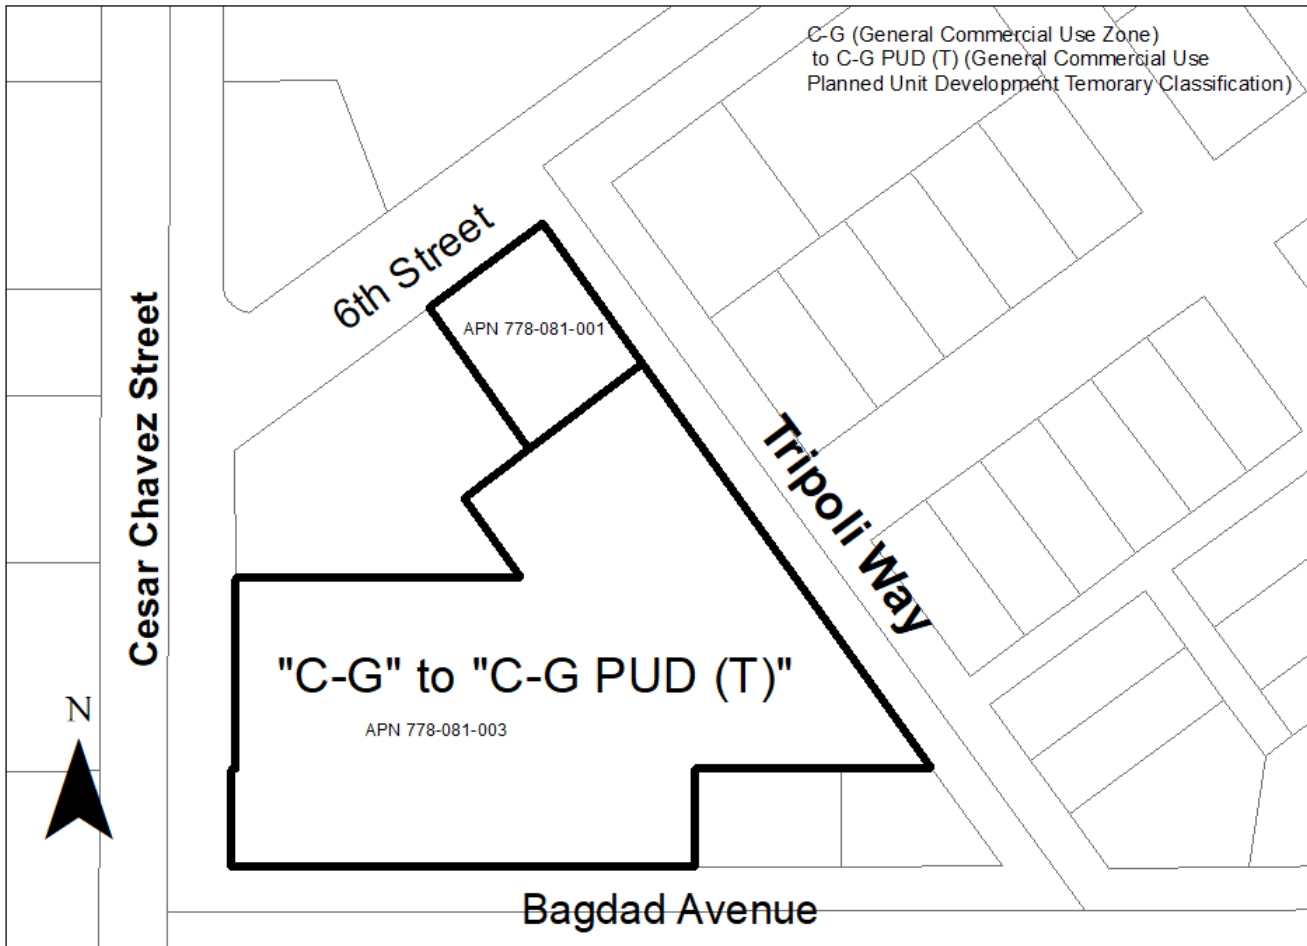 C-G (General Commercial Use Zone)
to C-G PUD (T) (General Commercial Use
Planned Unit Development Temorary Classification)
6th Street
APN 778-081-001
Cesar Chavez Street
Tripoli Way
"C-G" to "C-G PUD (T)"
APN 778-081-003
N
Bagdad Avenue